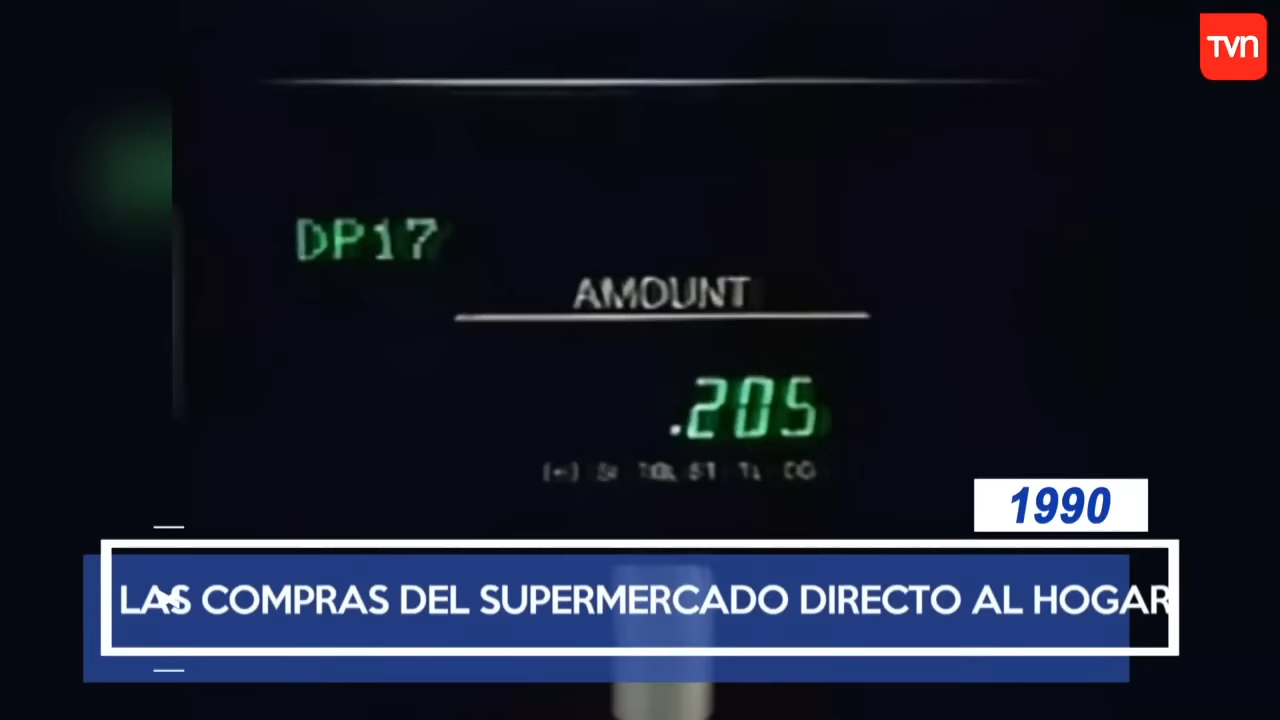 TVN
DP17
AMOUNT
.205
1990
LAS COMPRAS DEL SUPERMERCADO DIRECTO AL HOGAR